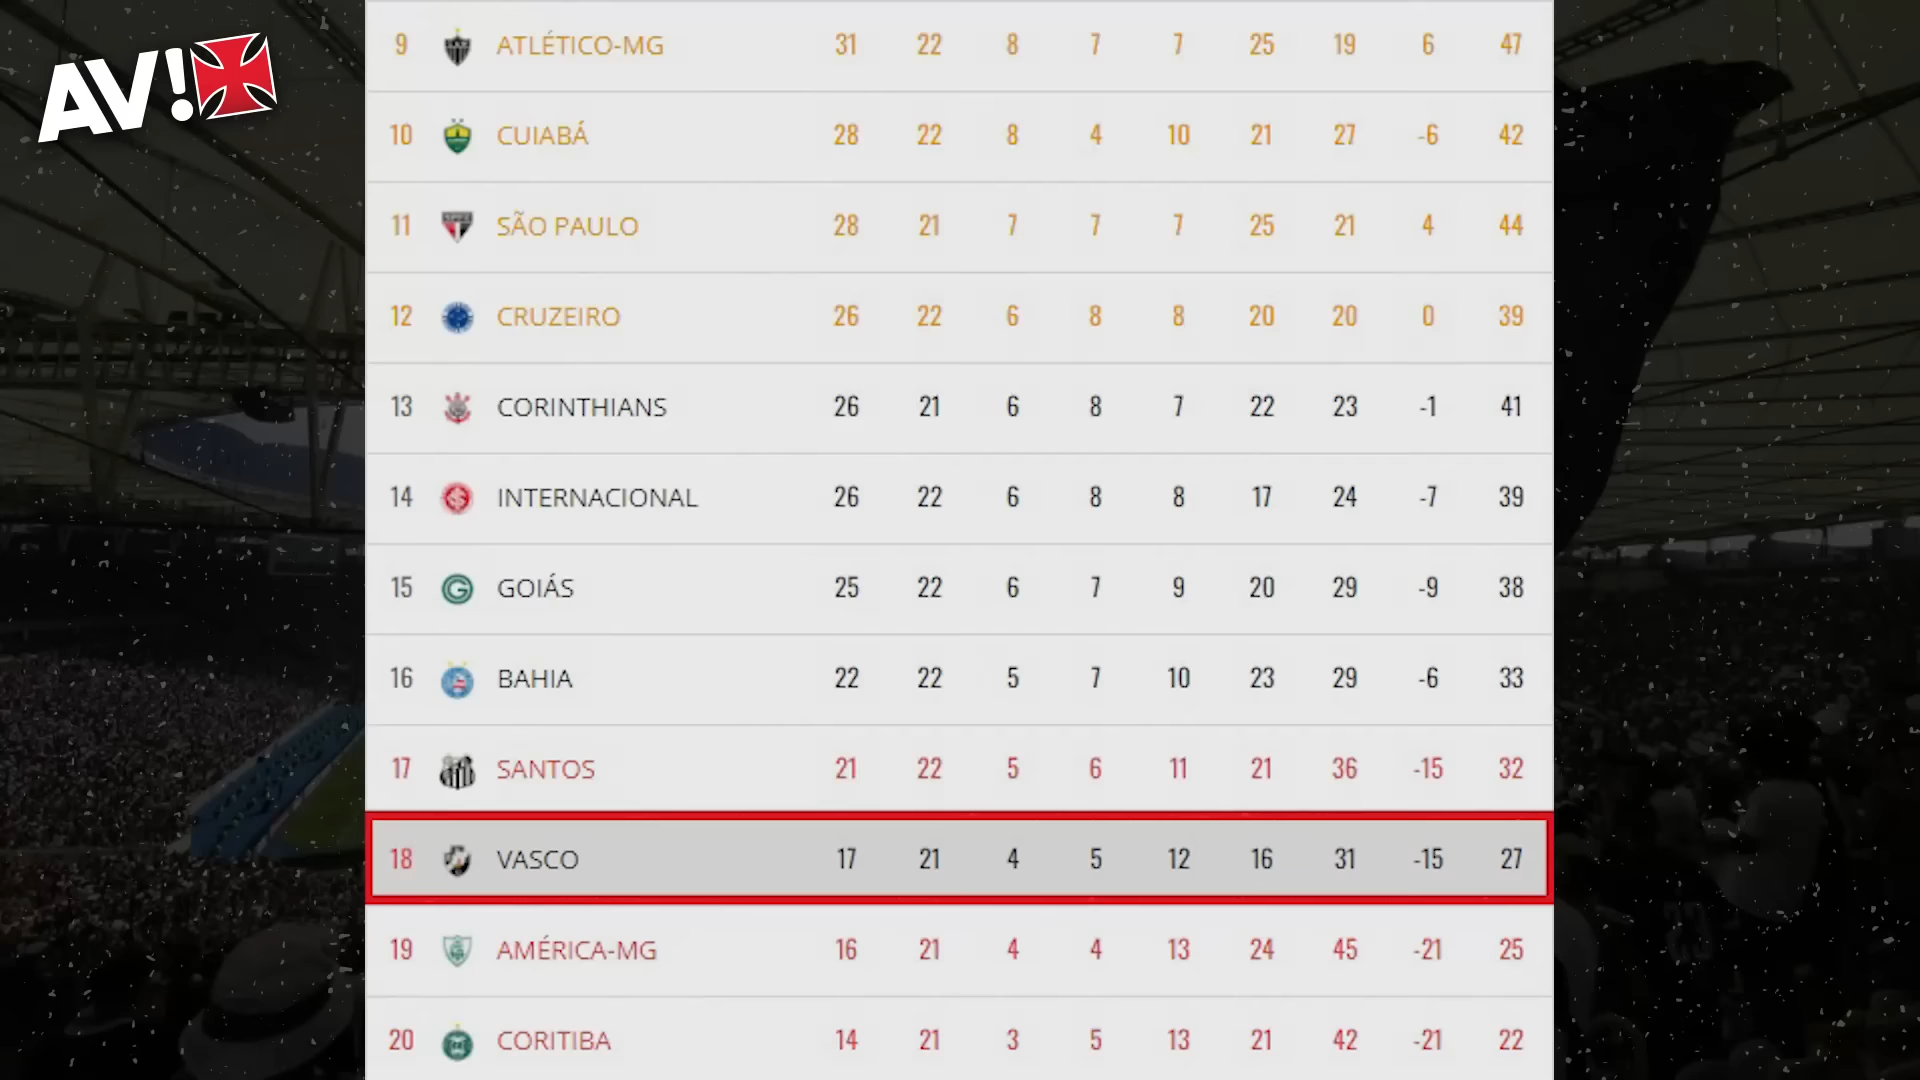 AV!
9 ATLÉTICO-MG 31 22 8 7 7 25 19 6 47
10 CUIABÁ 28 22 8 4 10 21 27 -6 42
11 SÃO PAULO 28 21 7 7 7 25 21 4 44
12 CRUZEIRO 26 22 6 8 8 20 20 0 39
13 CORINTHIANS 26 21 6 8 7 22 23 -1 41
14 INTERNACIONAL 26 22 6 8 8 17 24 -7 39
15 GOIÁS 25 22 6 7 9 20 29 -9 38
16 BAHIA 22 22 5 7 10 23 29 -6 33
17 SANTOS 21 22 5 6 11 21 36 -15 32
18 VASCO 17 21 4 5 12 16 31 -15 27
19 AMÉRICA-MG 16 21 4 4 13 24 45 -21 25
20 CORITIBA 14 21 3 5 13 21 42 -21 22